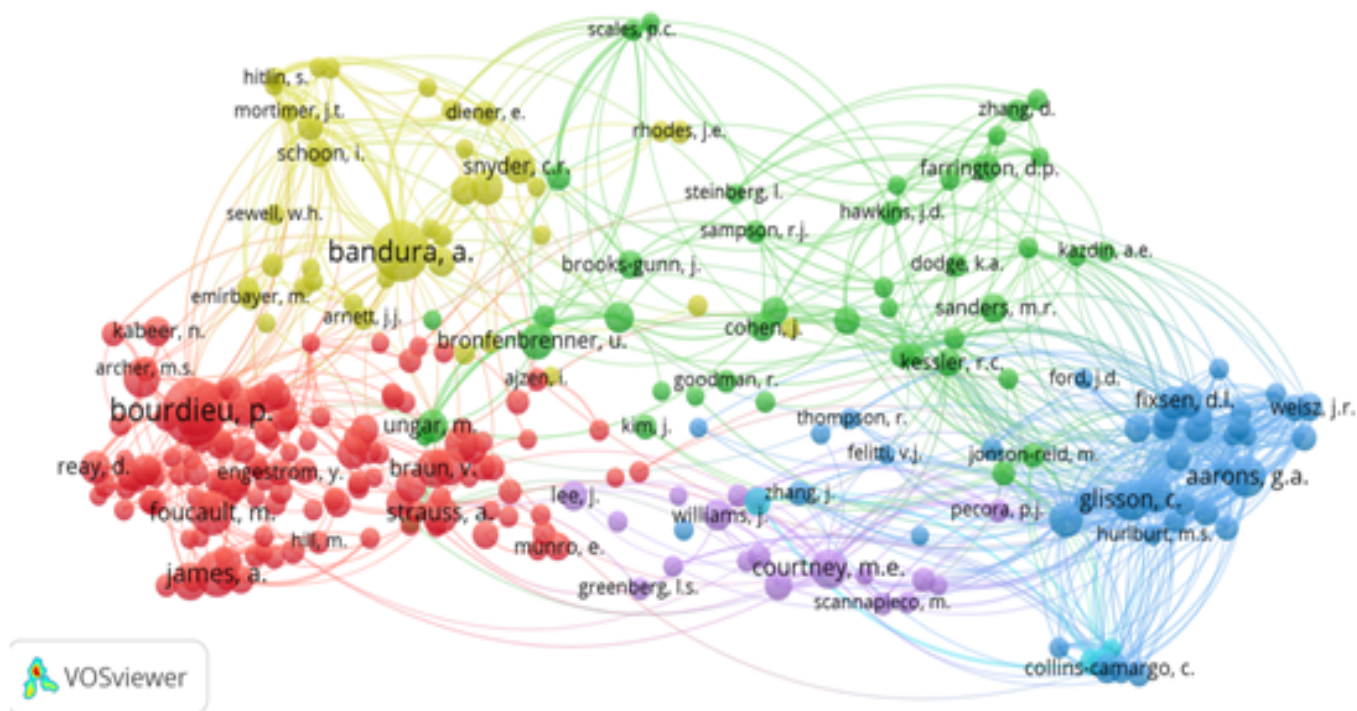 scales, p.c.
hitlin, s.
mortimer, j.t.
diener, e.
zhang, d.
rhodes, j.e.
schoon, i.
snyder, c.r.
farrington, d.p.
steinberg, l.
sewell, w.h.
hawkins, j.d.
sampson, r.j.
bandura, a.
kazdin, a.e.
brooks-gunn, j.
dodge, k.a.
emirbayer, m.
sanders, m.r.
arnett, j.j.
kabeer, n.
cohen, j.
bronfenbrenner, u.
archer, m.s.
kessler, r.c.
ajzen, i.
goodman, r.
ford, j.d.
fixsen, d.l.
weisz, j.r.
bourdieu, p.
thompson, r.
ungar, m.
kim, j.
felitti, v.j.
jonson-reid, m.
reay, d.
engestrom, y.
braun, v.
aarons, g.a.
lee, j.
zhang, j.
glisson, c.
foucault, m.
strauss, a.
williams, j.
pecora, p.j.
hurlburt, m.s.
hill, m.
munro, e.
james, a.
courtney, m.e.
greenberg, l.s.
scannapieco, m.
collins-camargo, c.
VOSviewer